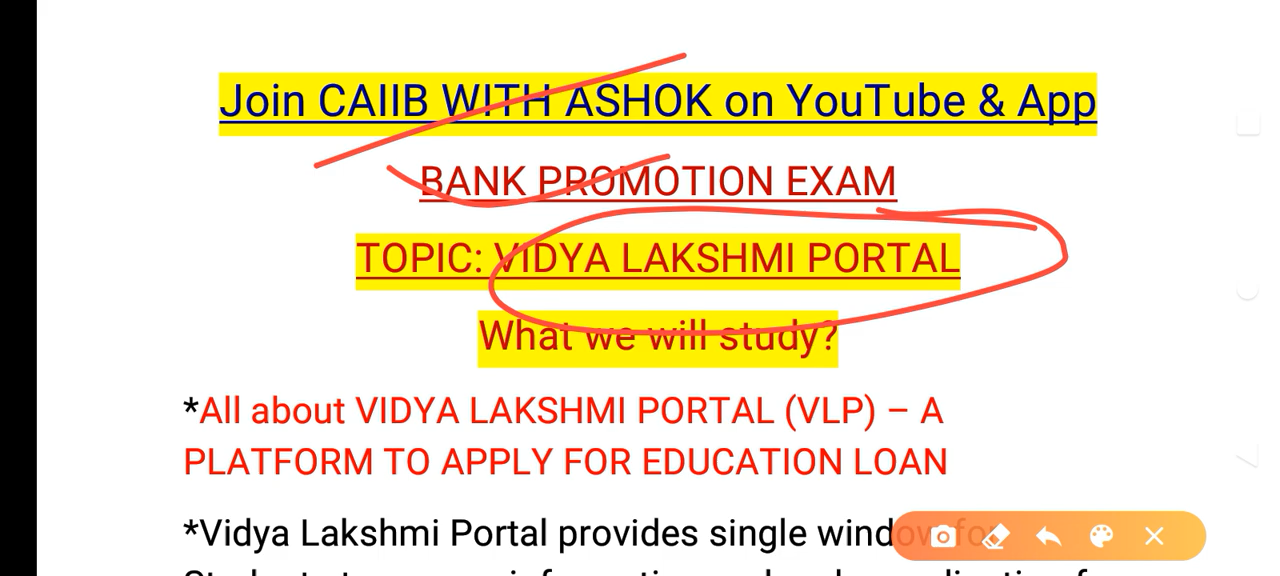 Join CAIIB WITH ASHOK on YouTube & App
BANK PROMOTION EXAM
TOPIC: VIDYA LAKSHMI PORTAL
What we will study?
*All about VIDYA LAKSHMI PORTAL (VLP) – A
PLATFORM TO APPLY FOR EDUCATION LOAN
*Vidya Lakshmi Portal provides single window for